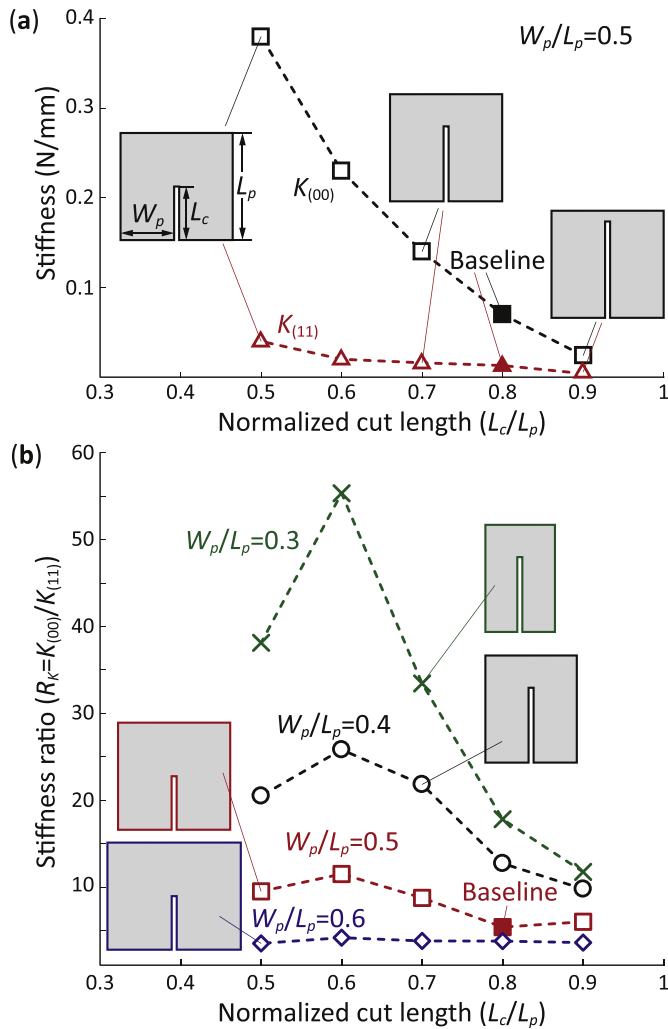 (a)
W_p/L_p=0.5
0.4
0.3
0.2
0.1
Stiffness (N/mm)
W_p
L_c
L_p
K_(00)
K_(11)
Baseline
0.3 0.4 0.5 0.6 0.7 0.8 0.9 1
Normalized cut length (L_c/L_p)
(b)
60
50
40
30
20
10
Stiffness ratio (R_K=K_(00)/K_(11))
W_p/L_p=0.3
W_p/L_p=0.4
W_p/L_p=0.5
Baseline
W_p/L_p=0.6
0.3 0.4 0.5 0.6 0.7 0.8 0.9 1
Normalized cut length (L_c/L_p)